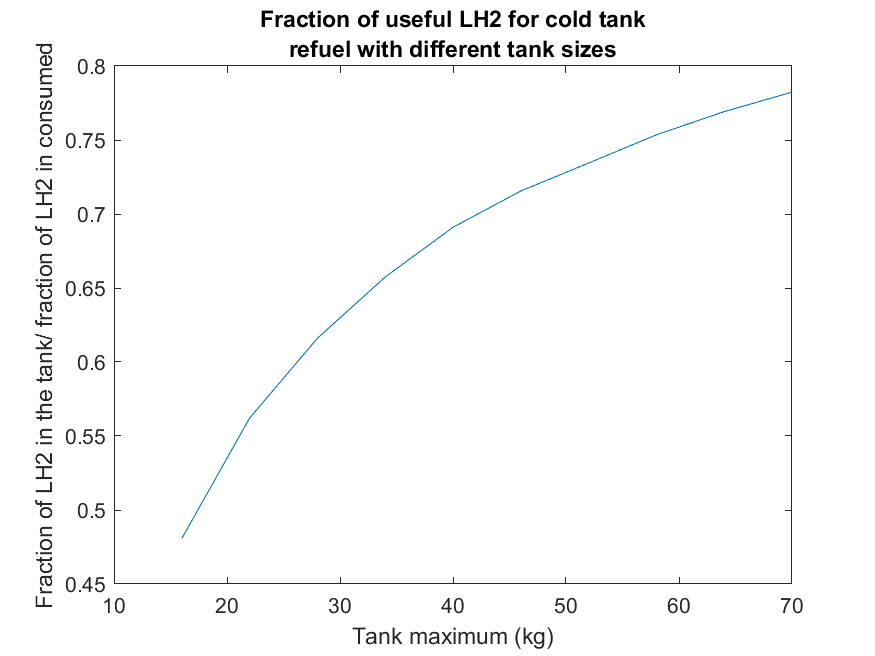 Fraction of useful LH2 for cold tank
refuel with different tank sizes
Fraction of LH2 in the tank/ fraction of LH2 in consumed
0.8
0.75
0.7
0.65
0.6
0.55
0.5
0.45
10 20 30 40 50 60 70
Tank maximum (kg)